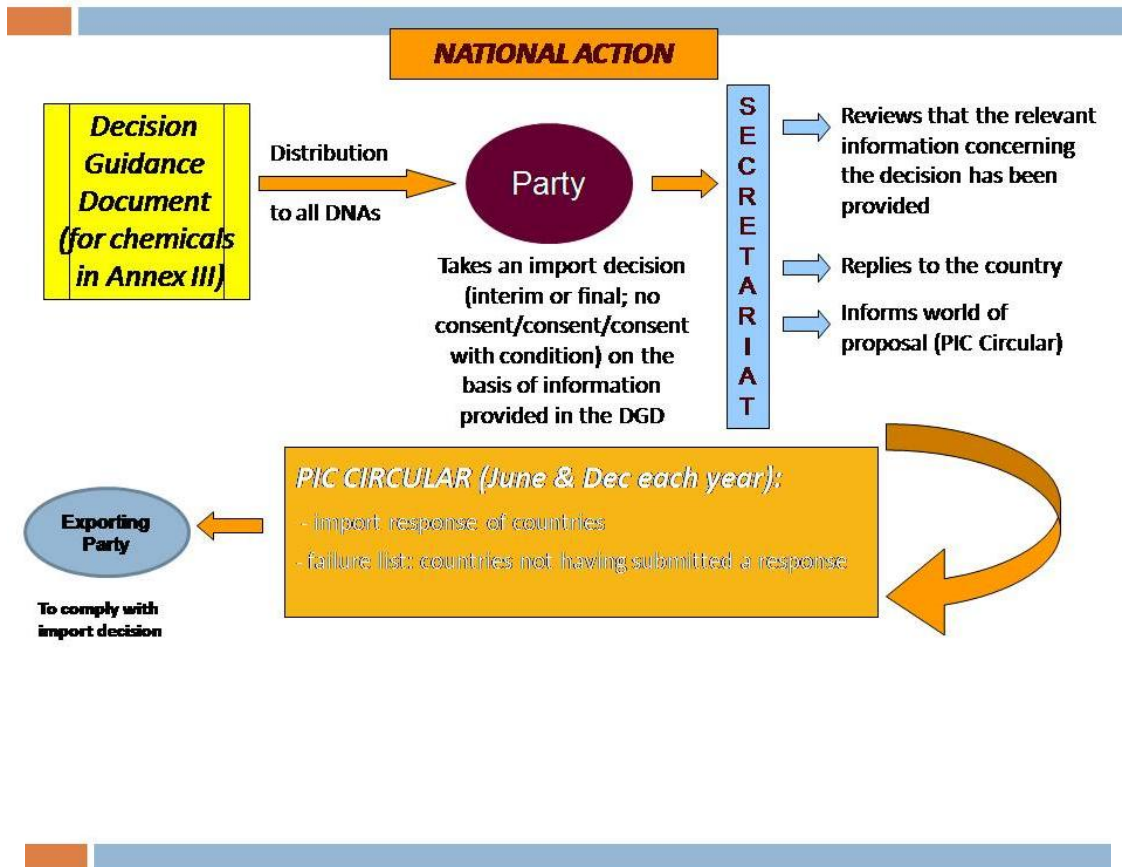 NATIONAL ACTION
Decision
Guidance
Document
(for chemicals
in Annex III)
Distribution
to all DNAs
Party
Takes an import decision
(interim or final; no
consent/consent/consent
with condition) on the
basis of information
provided in the DGD
SECRETARIAT
Reviews that the relevant
information concerning
the decision has been
provided
Replies to the country
Informs world of
proposal (PIC Circular)
PIC CIRCULAR (June & Dec each year):
- import response of countries
- failure list: countries not having submitted a response
Exporting
Party
To comply with
import decision